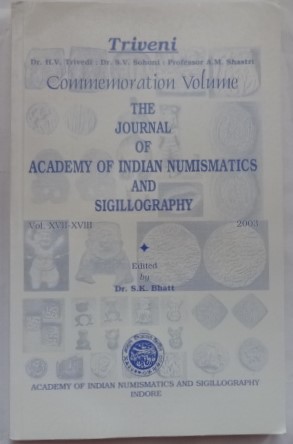 Triveni
Dr. H.V. Trivedi : Dr. S.V. Sohoni : Professor A.M. Shastri
Commemoration Volume
THE
JOURNAL
OF
ACADEMY OF INDIAN NUMISMATICS
AND
SIGILLOGRAPHY
Vol. XVII-XVIII 2003
Edited
by
Dr. S.K. Bhatt
ACADEMY OF INDIAN NUMISMATICS AND SIGILLOGRAPHY
INDORE